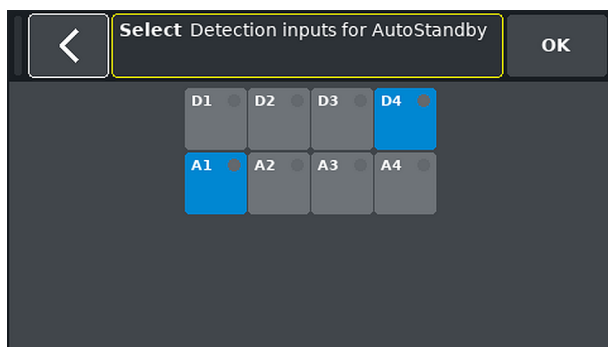 Select Detection inputs for AutoStandby
OK
D1 D2 D3 D4
A1 A2 A3 A4